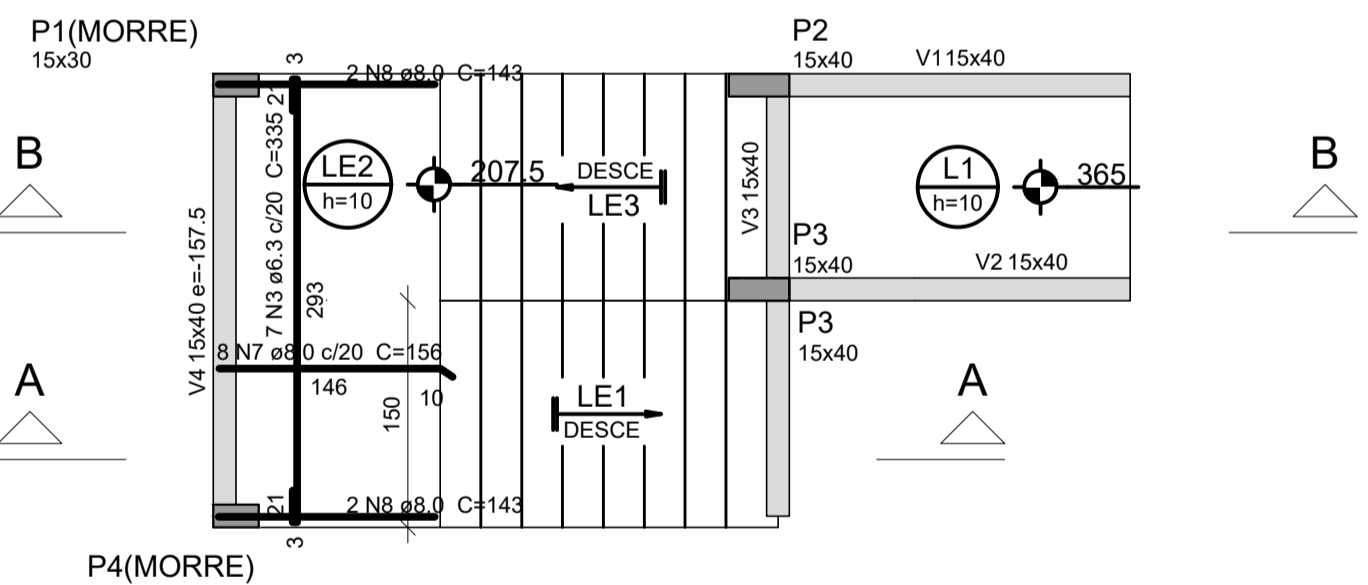 P1(MORRE)
15x30
3
2 N8 ø8.0 C=143
P2
15x40
V115x40
B
B
7 N3 ø6.3 c/20 C=335
21
293
LE2
h=10
207.5
DESCE
LE3
V3 15x40
L1
h=10
365
P3
15x40
V2 15x40
V4 15x40 e=-157.5
8 N7 ø8.0 c/20 C=156
146
10
150
P3
15x40
A
A
LE1
DESCE
21
2 N8 ø8.0 C=143
3
P4(MORRE)